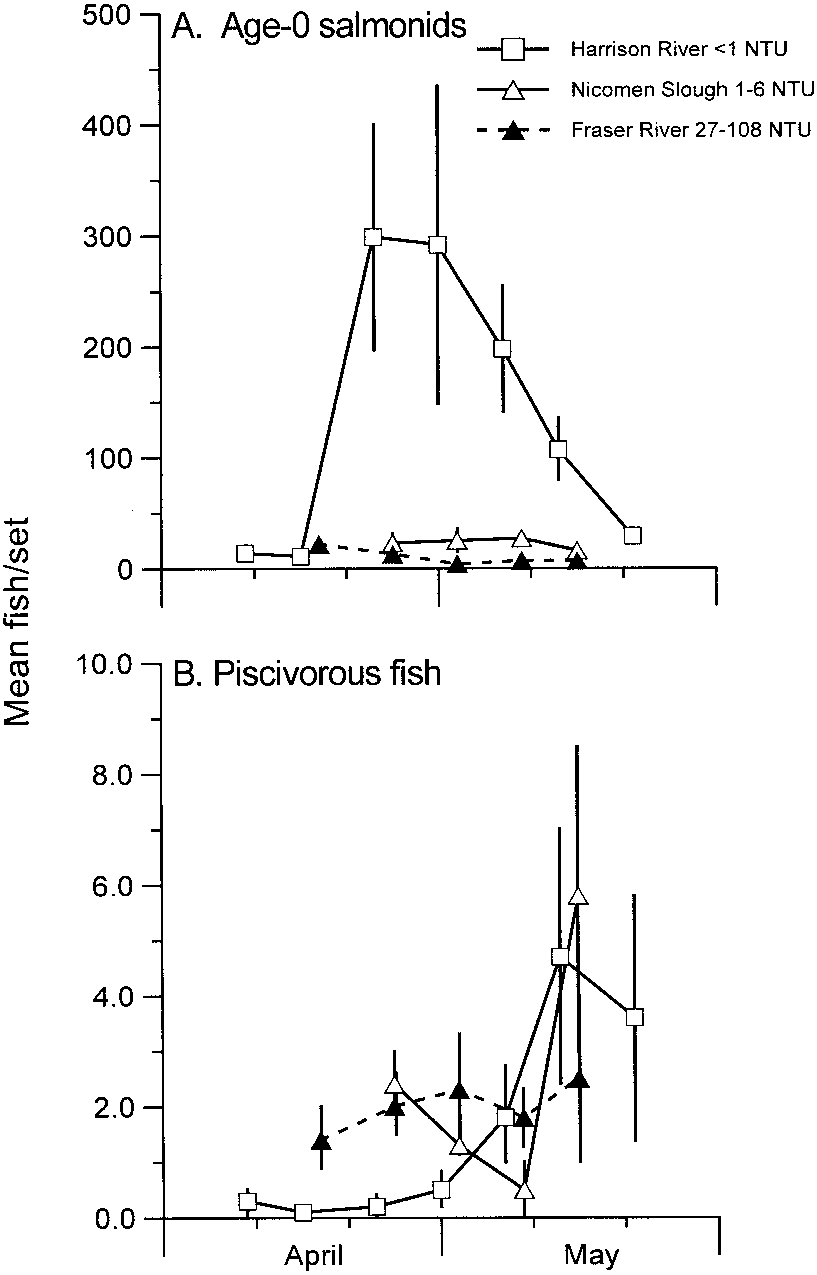 500
A. Age-0 salmonids
Harrison River <1 NTU
Nicomen Slough 1-6 NTU
Fraser River 27-108 NTU
400
300
200
100
0
Mean fish/set
10.0
B. Piscivorous fish
8.0
6.0
4.0
2.0
0.0
April
May